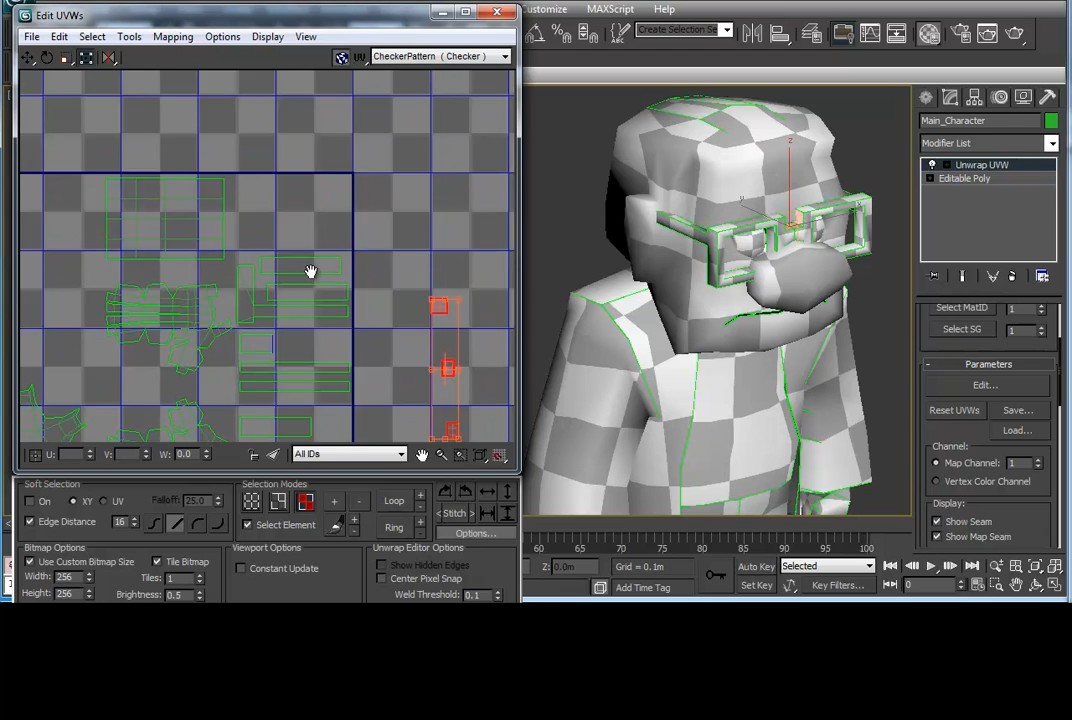 Edit UVWs
File Edit Select Tools Mapping Options Display View
UV CheckerPattern ( Checker )
U: V: W: 0.0 All IDs
Soft Selection
On XY UV Falloff: 25.0
Edge Distance 16
Selection Modes
Loop
Select Element Ring
Stitch
Options...
Bitmap Options
Use Custom Bitmap Size Tile Bitmap
Width: 256 Tiles: 1
Height: 256 Brightness: 0.5
Viewport Options
Constant Update
Unwrap Editor Options
Show Hidden Edges
Center Pixel Snap
Weld Threshold: 0.1
Customize MAXScript Help
Create Selection Se
z
y
x
Main_Character
Modifier List
Unwrap UVW
Editable Poly
Select MatID 1
Select SG 1
- Parameters
Edit...
Reset UVWs Save...
Load...
Channel:
Map Channel: 1
Vertex Color Channel
Display:
Show Seam
Show Map Seam
60 65 70 75 80 85 90 95 100
Z: 0.0m Grid = 0.1m Auto Key Selected
Add Time Tag Set Key Key Filters... 0